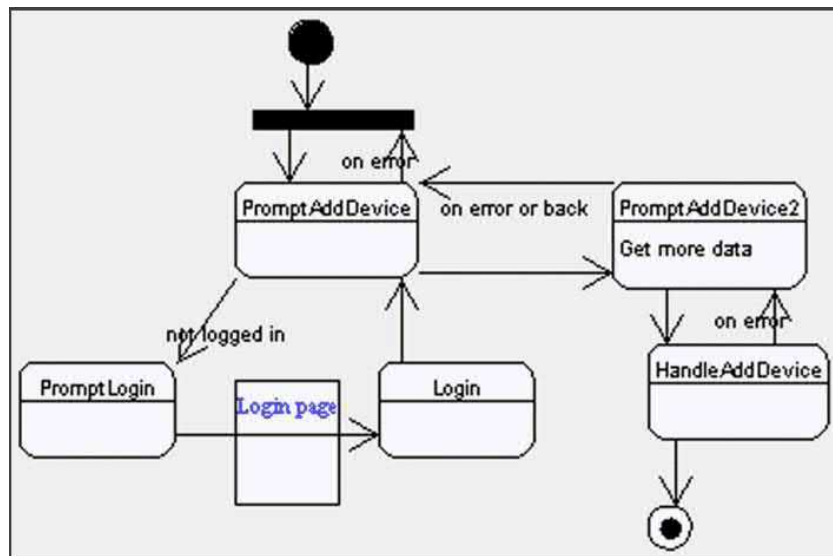 on error
PromptAddDevice
on error or back
PromptAddDevice2
Get more data
not logged in
on error
PromptLogin
Login page
Login
HandleAddDevice